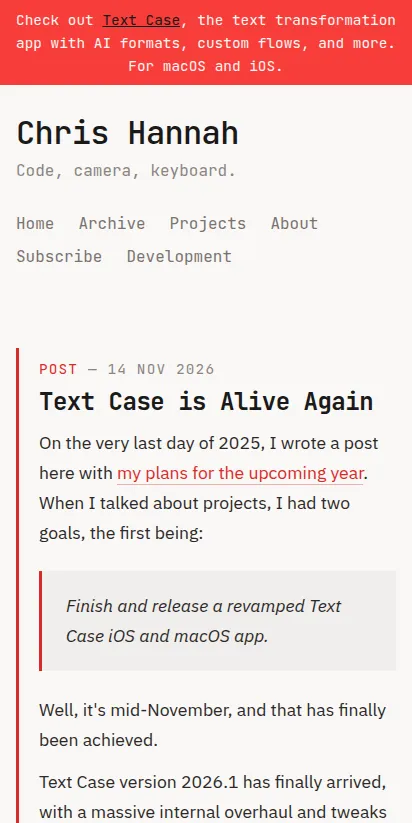 Check out Text Case, the text transformation
app with AI formats, custom flows, and more.
For macOS and iOS.
Chris Hannah
Code, camera, keyboard.
Home Archive Projects About
Subscribe Development
POST — 14 NOV 2026
Text Case is Alive Again
On the very last day of 2025, I wrote a post
here with my plans for the upcoming year.
When I talked about projects, I had two
goals, the first being:
Finish and release a revamped Text
Case iOS and macOS app.
Well, it's mid-November, and that has finally
been achieved.
Text Case version 2026.1 has finally arrived,
with a massive internal overhaul and tweaks